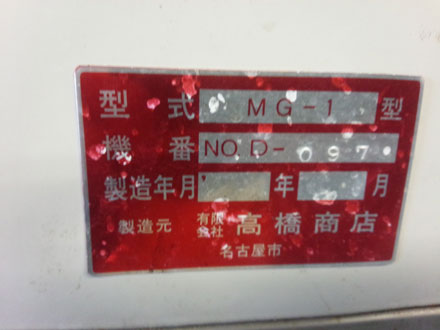 型式 MG-1 型
機番 NO.D-097
製造年月 年 月
製造元 有限会社 高橋商店
名古屋市